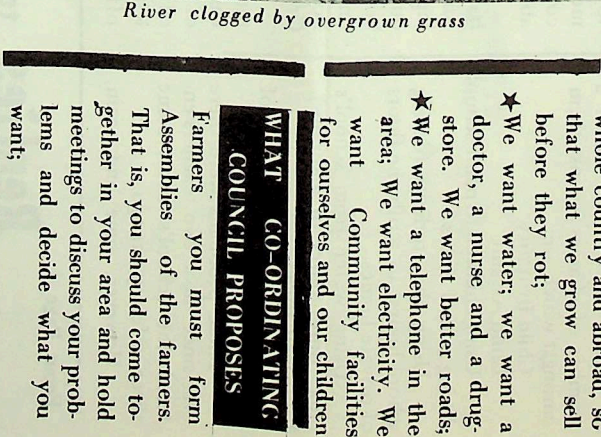 River clogged by overgrown grass
whole country and abroad, so
that what we grow can sell
before they rot;
★We want water; we want a
doctor, a nurse and a drug-
store. We want better roads;
★We want a telephone in the
area; We want electricity. We
want Community facilities
for ourselves and our children
WHAT CO-ORDINATING
COUNCIL PROPOSES
Farmers you must form
Assemblies of the farmers.
That is, you should come to-
gether in your area and hold
meetings to discuss your prob-
lems and decide what you
want;